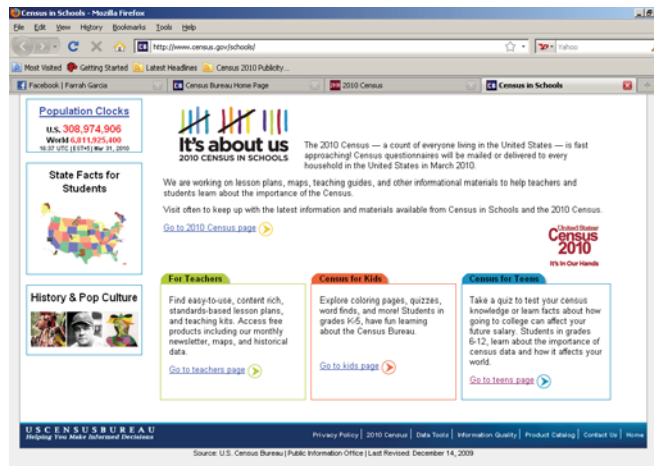 Census in Schools - Mozilla Firefox
File Edit View History Bookmarks Tools Help
http://www.census.gov/schools/
Yahoo
Most Visited Getting Started Latest Headlines Census 2010 Publicity...
Facebook | Farrah Garcia
Census Bureau Home Page
2010 Census
Census in Schools
Population Clocks
U.S. 308,974,906
World 6,811,925,400
16:37 UTC (EST+5) Mar 31, 2010
State Facts for
Students
History & Pop Culture
It's about us
2010 CENSUS IN SCHOOLS
The 2010 Census — a count of everyone living in the United States — is fast
approaching! Census questionnaires will be mailed or delivered to every
household in the United States in March 2010.
We are working on lesson plans, maps, teaching guides, and other informational materials to help teachers and
students learn about the importance of the Census.
Visit often to keep up with the latest information and materials available from Census in Schools and the 2010 Census.
Go to 2010 Census page
United States
Census
2010
It's In Our Hands
For Teachers
Find easy-to-use, content rich,
standards-based lesson plans,
and teaching kits. Access free
products including our monthly
newsletter, maps, and historical
data.
Go to teachers page
Census for Kids
Explore coloring pages, quizzes,
word finds, and more! Students in
grades K-5, have fun learning
about the Census Bureau.
Go to kids page
Census for Teens
Take a quiz to test your census
knowledge or learn facts about how
going to college can affect your
future salary. Students in grades
6-12, learn about the importance of
census data and how it affects your
world.
Go to teens page
USCENSUSBUREAU
Helping You Make Informed Decisions
Privacy Policy | 2010 Census | Data Tools | Information Quality | Product Catalog | Contact Us | Home
Source: U.S. Census Bureau | Public Information Office | Last Revised: December 14, 2009